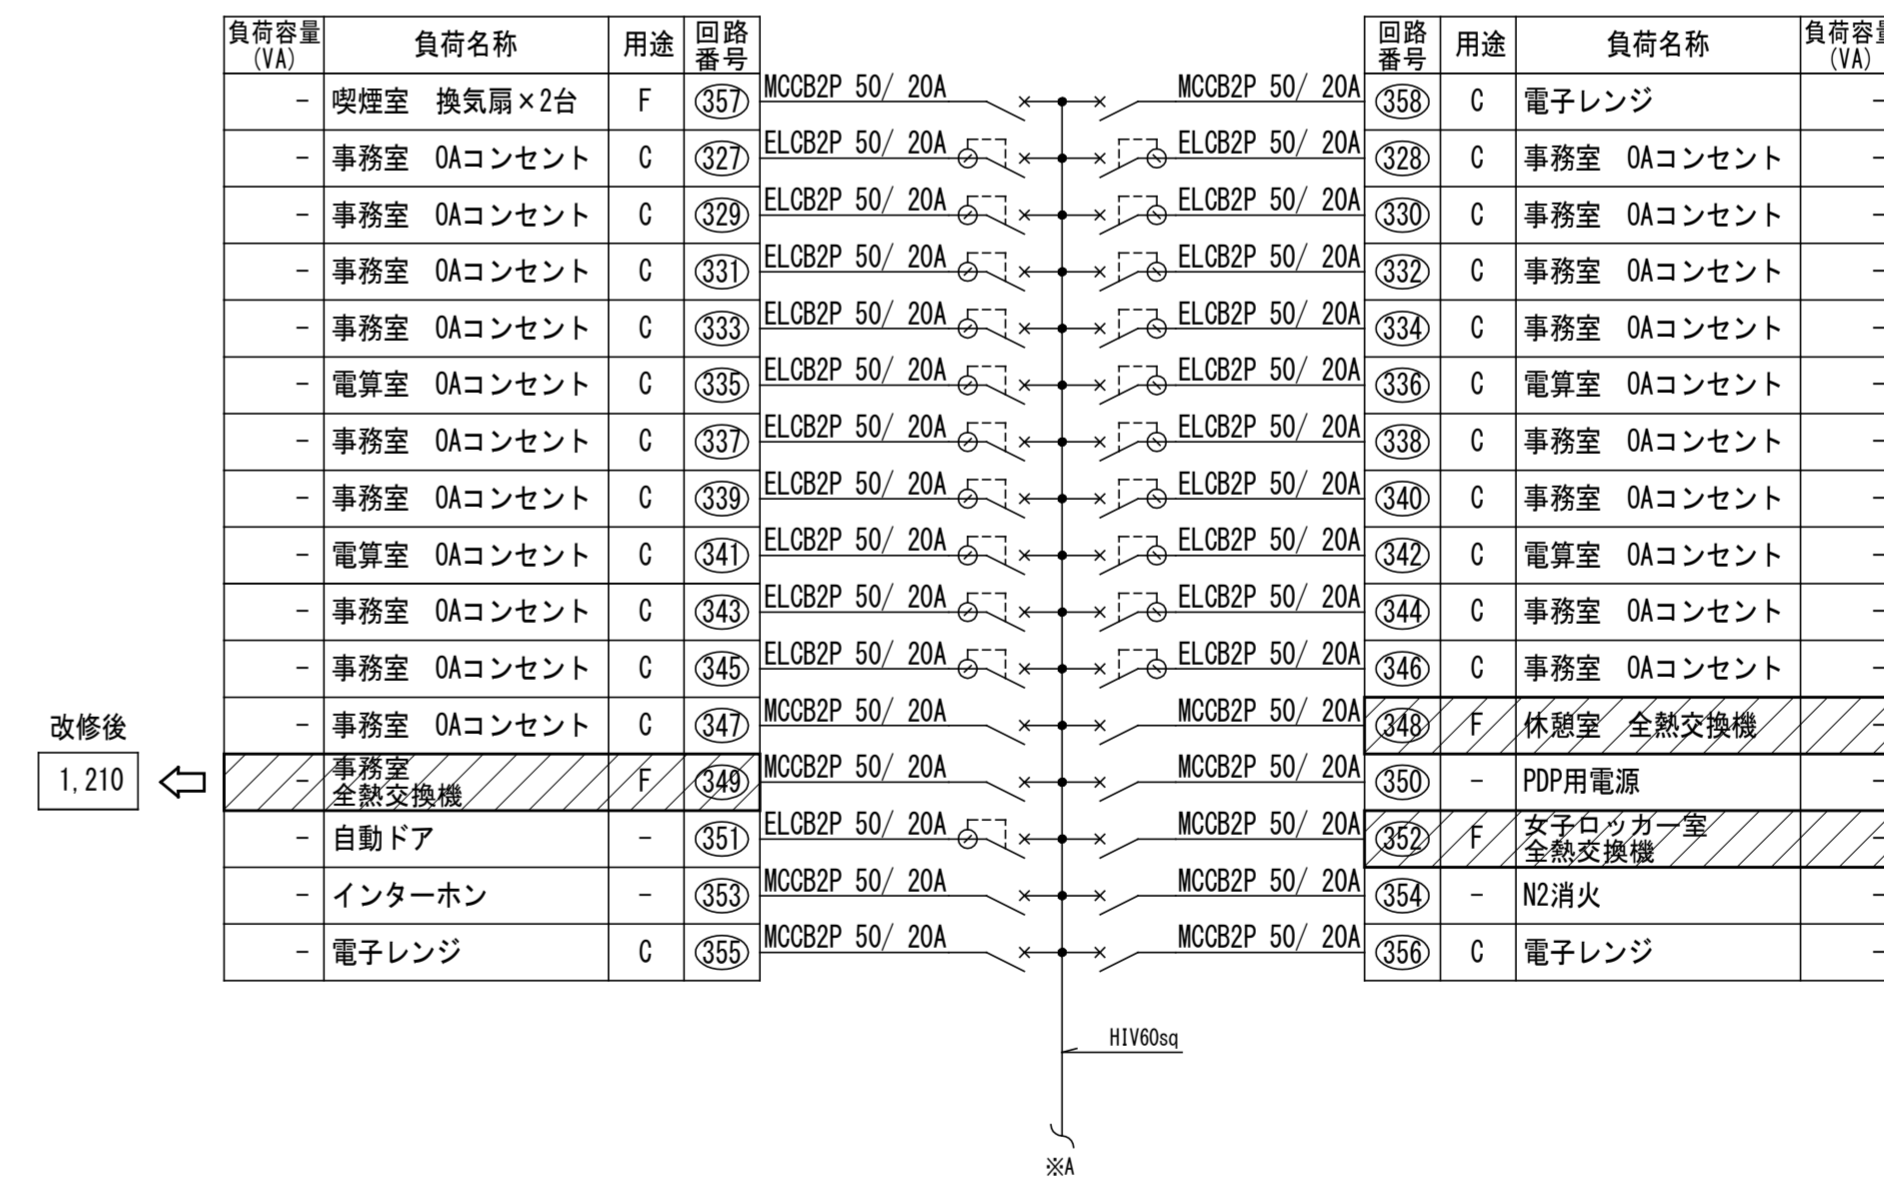 負荷容量(VA) 負荷名称 用途 回路番号 回路番号 用途 負荷名称 負荷容量(VA)
- 喫煙室 換気扇×2台 F 357 MCCB2P 50/ 20A MCCB2P 50/ 20A 358 C 電子レンジ -
- 事務室 OAコンセント C 327 ELCB2P 50/ 20A ELCB2P 50/ 20A 328 C 事務室 OAコンセント -
- 事務室 OAコンセント C 329 ELCB2P 50/ 20A ELCB2P 50/ 20A 330 C 事務室 OAコンセント -
- 事務室 OAコンセント C 331 ELCB2P 50/ 20A ELCB2P 50/ 20A 332 C 事務室 OAコンセント -
- 事務室 OAコンセント C 333 ELCB2P 50/ 20A ELCB2P 50/ 20A 334 C 事務室 OAコンセント -
- 電算室 OAコンセント C 335 ELCB2P 50/ 20A ELCB2P 50/ 20A 336 C 電算室 OAコンセント -
- 事務室 OAコンセント C 337 ELCB2P 50/ 20A ELCB2P 50/ 20A 338 C 事務室 OAコンセント -
- 事務室 OAコンセント C 339 ELCB2P 50/ 20A ELCB2P 50/ 20A 340 C 事務室 OAコンセント -
- 電算室 OAコンセント C 341 ELCB2P 50/ 20A ELCB2P 50/ 20A 342 C 電算室 OAコンセント -
- 事務室 OAコンセント C 343 ELCB2P 50/ 20A ELCB2P 50/ 20A 344 C 事務室 OAコンセント -
- 事務室 OAコンセント C 345 ELCB2P 50/ 20A ELCB2P 50/ 20A 346 C 事務室 OAコンセント -
改修後 - 事務室 OAコンセント C 347 MCCB2P 50/ 20A MCCB2P 50/ 20A 348 F 休憩室 全熱交換機 -
1,210 - 事務室 全熱交換機 F 349 MCCB2P 50/ 20A MCCB2P 50/ 20A 350 - PDP用電源 -
- 自動ドア - 351 ELCB2P 50/ 20A MCCB2P 50/ 20A 352 F 女子ロッカー室 全熱交換機 -
- インターホン - 353 MCCB2P 50/ 20A MCCB2P 50/ 20A 354 - N2消火 -
- 電子レンジ C 355 MCCB2P 50/ 20A MCCB2P 50/ 20A 356 C 電子レンジ -
HIV60sq
※A